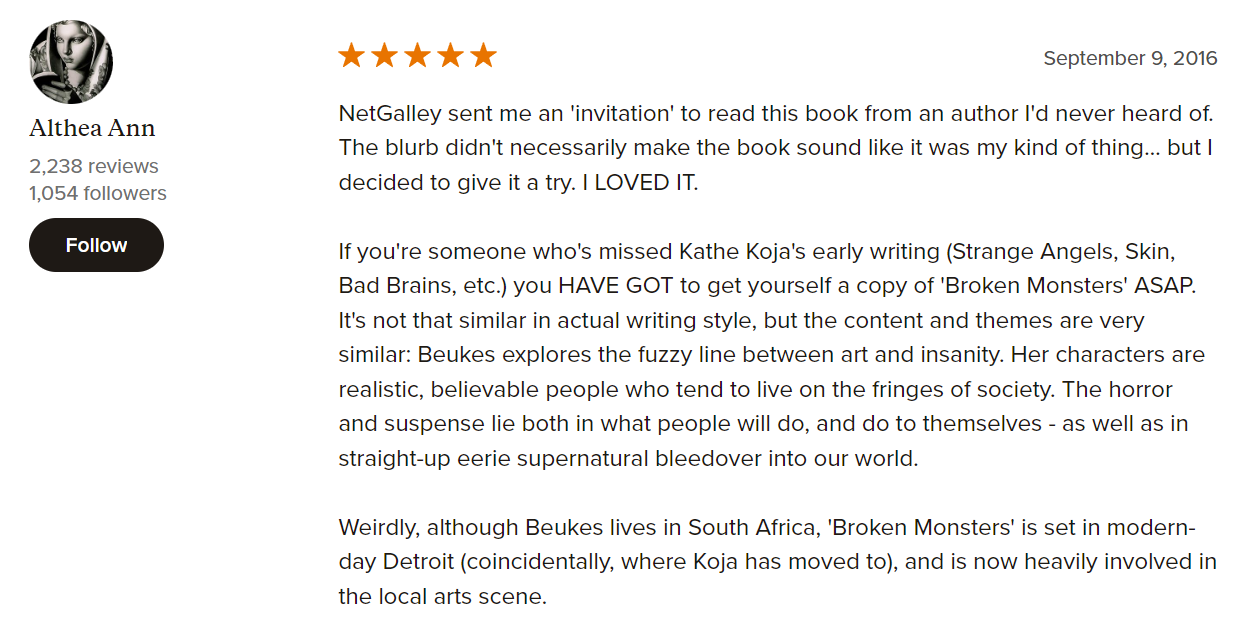 Althea Ann
2,238 reviews
1,054 followers
Follow
September 9, 2016
NetGalley sent me an 'invitation' to read this book from an author I'd never heard of.
The blurb didn't necessarily make the book sound like it was my kind of thing... but I
decided to give it a try. I LOVED IT.
If you're someone who's missed Kathe Koja's early writing (Strange Angels, Skin,
Bad Brains, etc.) you HAVE GOT to get yourself a copy of 'Broken Monsters' ASAP.
It's not that similar in actual writing style, but the content and themes are very
similar: Beukes explores the fuzzy line between art and insanity. Her characters are
realistic, believable people who tend to live on the fringes of society. The horror
and suspense lie both in what people will do, and do to themselves - as well as in
straight-up eerie supernatural bleedover into our world.
Weirdly, although Beukes lives in South Africa, 'Broken Monsters' is set in modern-
day Detroit (coincidentally, where Koja has moved to), and is now heavily involved in
the local arts scene.